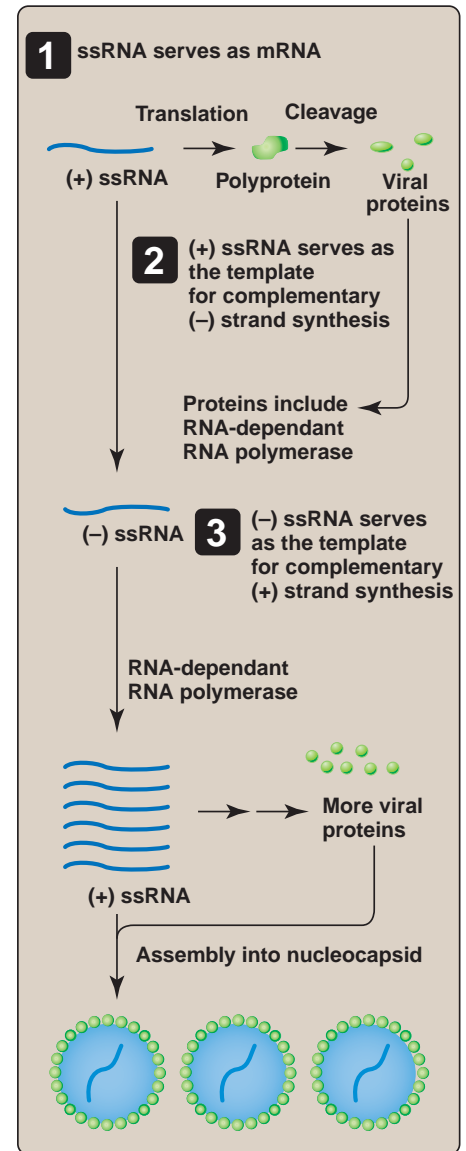 1 ssRNA serves as mRNA
Translation
Cleavage
(+) ssRNA
Polyprotein
Viral
proteins
2 (+) ssRNA serves as
the template
for complementary
(–) strand synthesis
Proteins include
RNA-dependant
RNA polymerase
(–) ssRNA
3 (–) ssRNA serves
as the template
for complementary
(+) strand synthesis
RNA-dependant
RNA polymerase
More viral
proteins
(+) ssRNA
Assembly into nucleocapsid